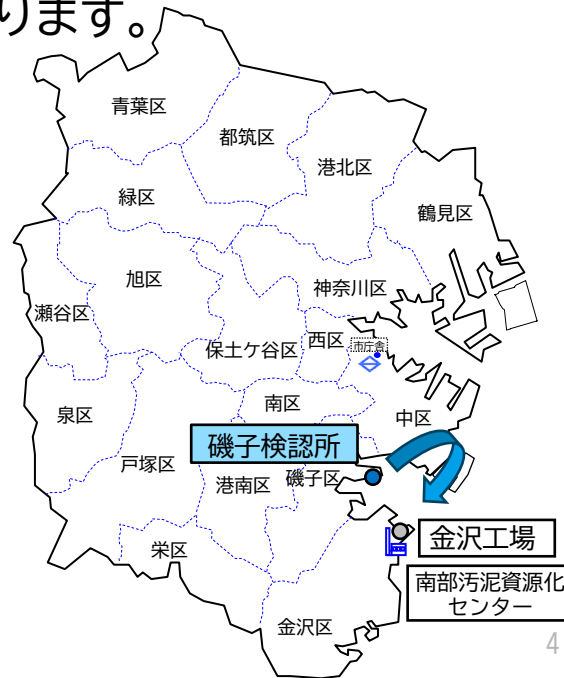 ります。
青葉区
都筑区
港北区
緑区
鶴見区
旭区
神奈川区
瀬谷区
保土ケ谷区
西区
市庁舎
泉区
南区
中区
磯子検認所
戸塚区
港南区
磯子区
金沢工場
栄区
南部汚泥資源化
センター
金沢区
4